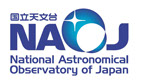 国立天文台
NAOJ
National Astronomical
Observatory of Japan